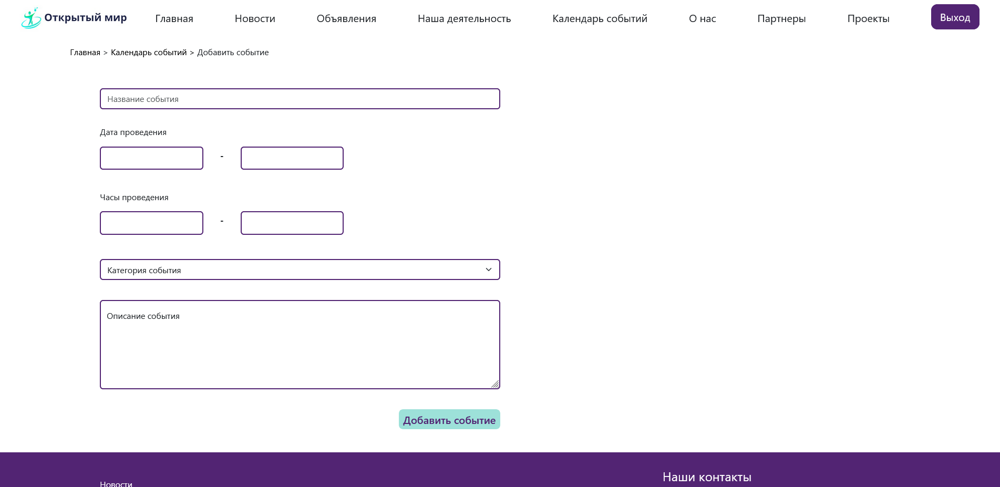 Открытый мир Главная Новости Объявления Наша деятельность Календарь событий О нас Партнеры Проекты Выход
Главная > Календарь событий > Добавить событие
Название события
Дата проведения
-
Часы проведения
-
Категория события
Описание события
Добавить событие
Наши контакты
Новости